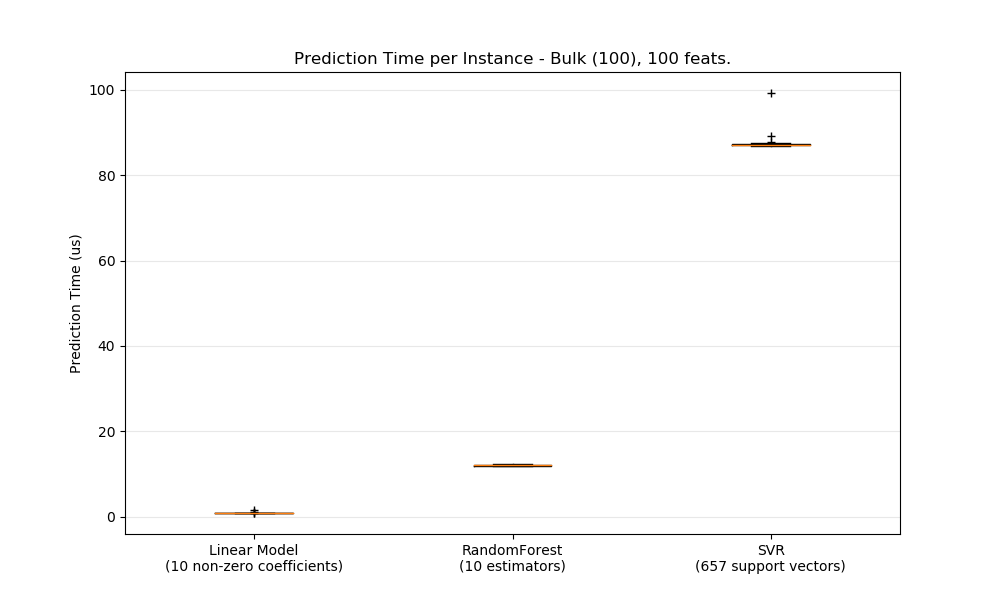 Prediction Time per Instance - Bulk (100), 100 feats.
100
80
60
40
20
0
Prediction Time (us)
Linear Model
(10 non-zero coefficients)
RandomForest
(10 estimators)
SVR
(657 support vectors)